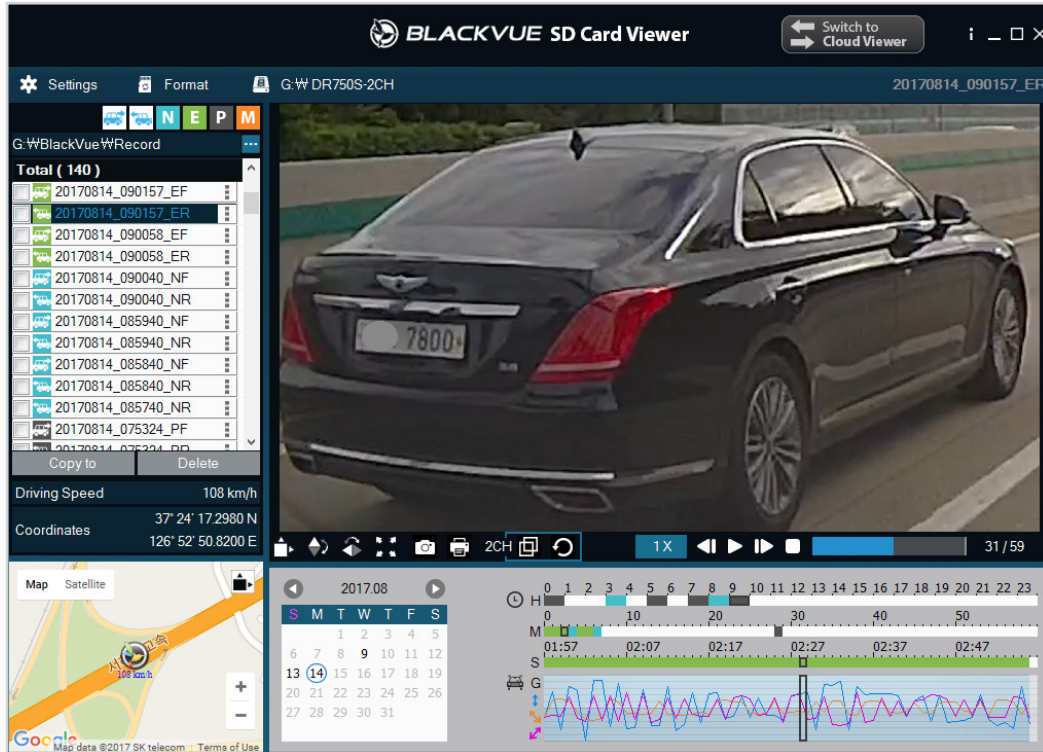 BLACKVUE SD Card Viewer
Switch to
Cloud Viewer
Settings
Format
G:₩ DR750S-2CH
20170814_090157_ER
N E P M
G:₩BlackVue₩Record
Total ( 140 )
20170814_090157_EF
20170814_090157_ER
20170814_090058_EF
20170814_090058_ER
20170814_090040_NF
20170814_090040_NR
20170814_085940_NF
20170814_085940_NR
20170814_085840_NF
20170814_085840_NR
20170814_085740_NR
20170814_075324_PF
Copy to
Delete
Driving Speed
108 km/h
Coordinates
37° 24' 17.2980 N
126° 52' 50.8200 E
7800
2CH
1X
31 / 59
Map
Satellite
108 km/h
Google
Map data ©2017 SK telecom
Terms of Use
2017.08
S M T W T F S
1 2 3 4 5
6 7 8 9 10 11 12
13 14 15 16 17 18 19
20 21 22 23 24 25 26
27 28 29 30 31
0 1 2 3 4 5 6 7 8 9 10 11 12 13 14 15 16 17 18 19 20 21 22 23
H
0 10 20 30 40 50
M
01:57 02:07 02:17 02:27 02:37 02:47
S
G